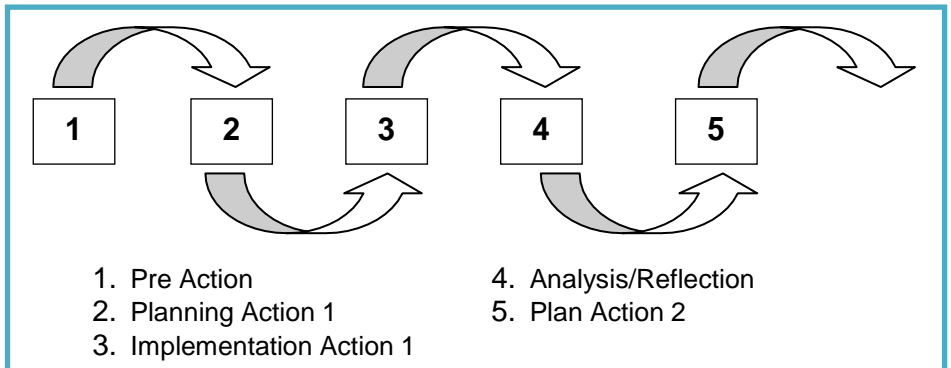 1 2 3 4 5
1. Pre Action
2. Planning Action 1
3. Implementation Action 1
4. Analysis/Reflection
5. Plan Action 2